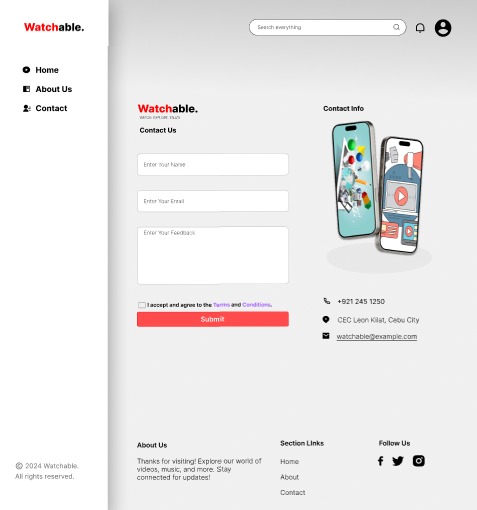 Watchable.
Home
About Us
Contact
© 2024 Watchable.
All rights reserved.
Search everything
Watchable.
Contact Us
Enter Your Name
Enter Your Email
Enter Your Feedback
I accept and agree to the Terms and Conditions.
Submit
Contact Info
+921 245 1250
CEC Leon Kilat, Cebu City
watchable@example.com
About Us
Thanks for visiting! Explore our world of
videos, music, and more. Stay
connected for updates!
Section Links
Home
About
Contact
Follow Us